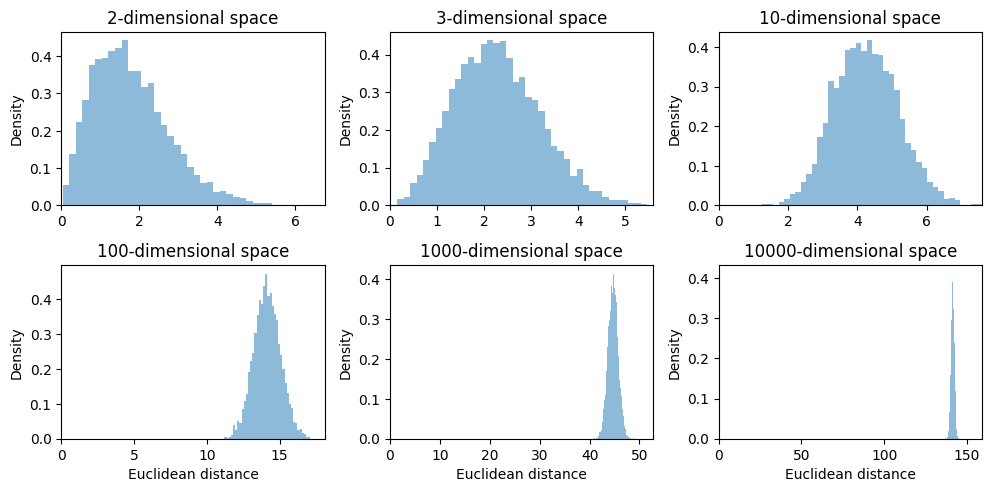 2-dimensional space
3-dimensional space
10-dimensional space
Density
0.4
0.3
0.2
0.1
0.0
0 2 4 6
Density
0.4
0.3
0.2
0.1
0.0
0 1 2 3 4 5
Density
0.4
0.3
0.2
0.1
0.0
0 2 4 6
100-dimensional space
1000-dimensional space
10000-dimensional space
Density
0.4
0.3
0.2
0.1
0.0
0 5 10 15
Euclidean distance
Density
0.4
0.3
0.2
0.1
0.0
0 10 20 30 40 50
Euclidean distance
Density
0.4
0.3
0.2
0.1
0.0
0 50 100 150
Euclidean distance